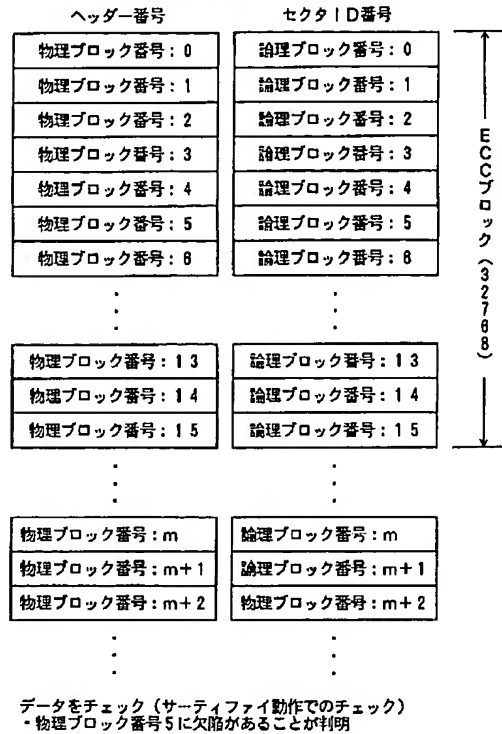 ヘッダー番号 セクタID番号
物理ブロック番号:0 論理ブロック番号:0
物理ブロック番号:1 論理ブロック番号:1
物理ブロック番号:2 論理ブロック番号:2
物理ブロック番号:3 論理ブロック番号:3
物理ブロック番号:4 論理ブロック番号:4
物理ブロック番号:5 論理ブロック番号:5
物理ブロック番号:6 論理ブロック番号:6
物理ブロック番号:13 論理ブロック番号:13
物理ブロック番号:14 論理ブロック番号:14
物理ブロック番号:15 論理ブロック番号:15
ECCブロック(32768)
物理ブロック番号:m 論理ブロック番号:m
物理ブロック番号:m+1 論理ブロック番号:m+1
物理ブロック番号:m+2 物理ブロック番号:m+2
データをチェック(サーティファイ動作でのチェック)
・物理ブロック番号5に欠陥があることが判明